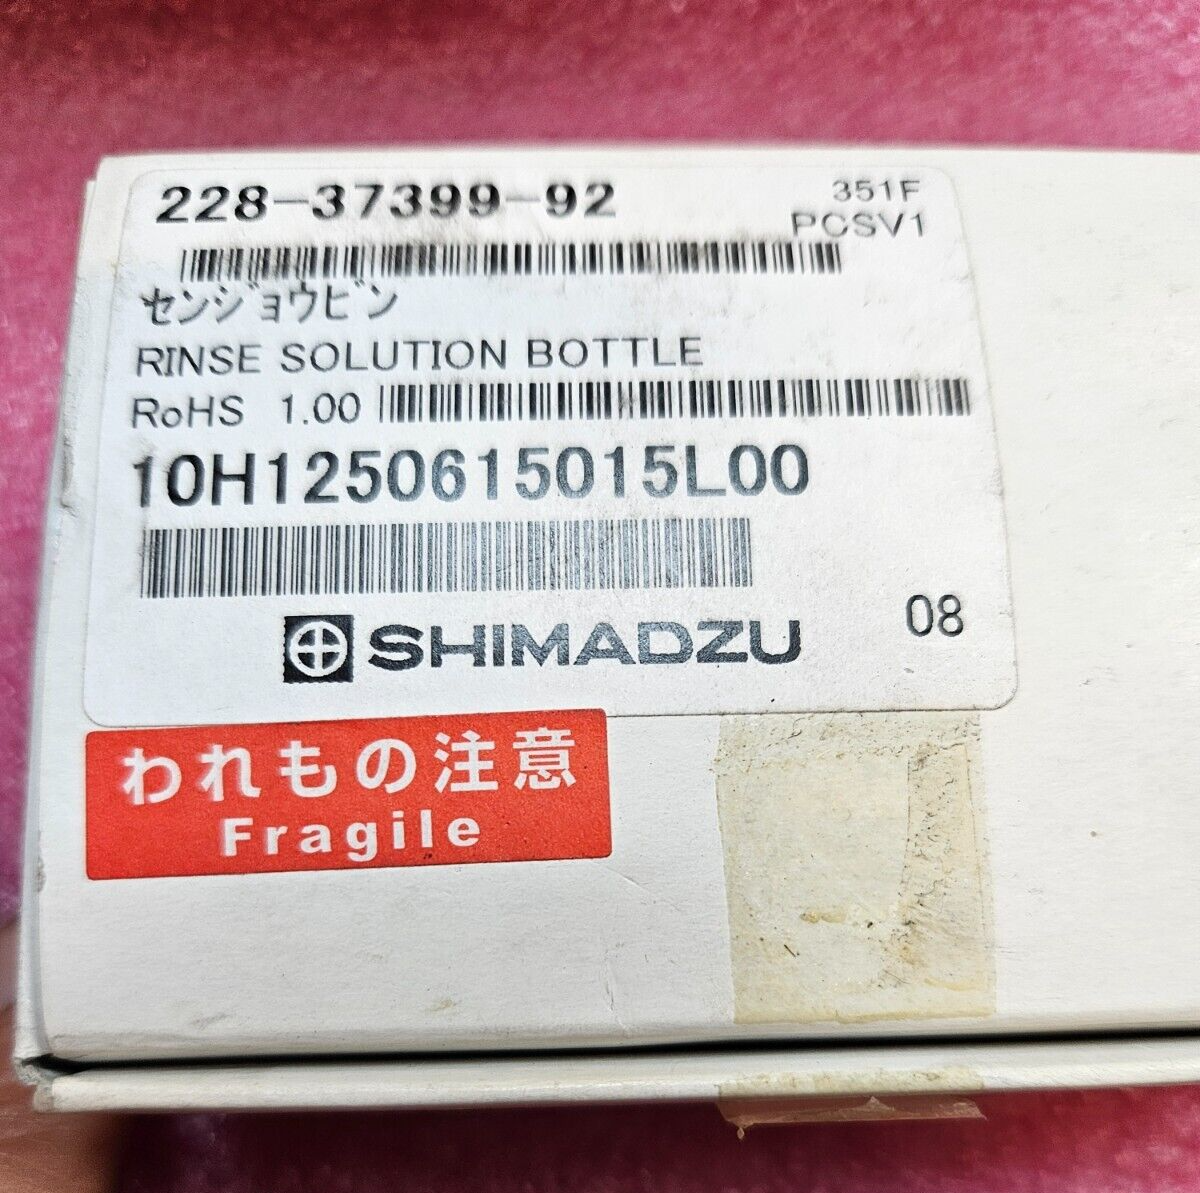 228-37399-92
351F
PCSV1
センジョウビン
RINSE SOLUTION BOTTLE
RoHS 1.00
10H1250615015L00
SHIMADZU
08
われもの注意
Fragile